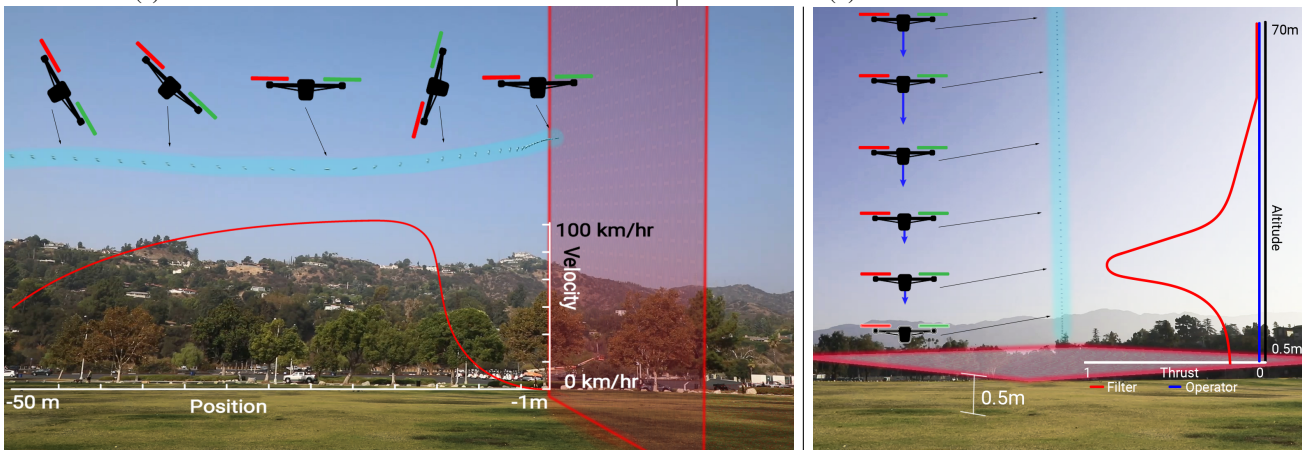 100 km/hr
Velocity
0 km/hr
-50 m
Position
-1m
70m
Altitude
0.5m
1
Thrust
0
Filter
Operator
0.5m